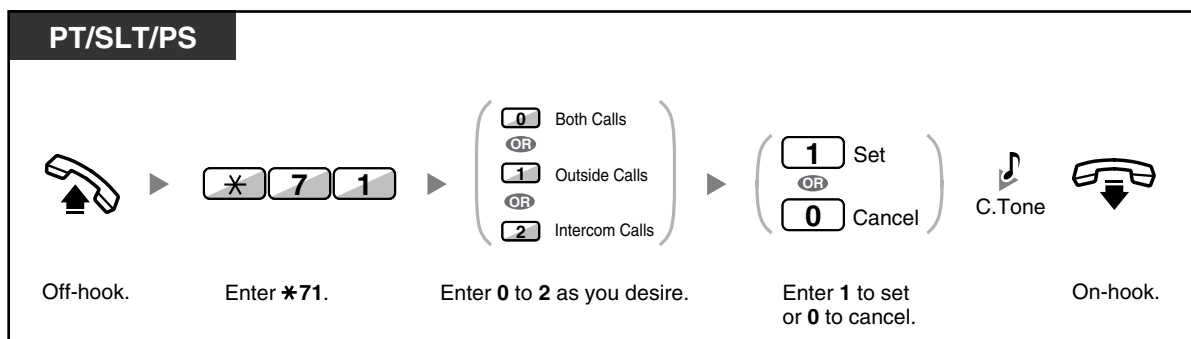 PT/SLT/PS
0 Both Calls
OR
1 Outside Calls
OR
2 Intercom Calls
* 7 1
1 Set
OR
0 Cancel
C.Tone
Off-hook.
Enter *71.
Enter 0 to 2 as you desire.
Enter 1 to set
or 0 to cancel.
On-hook.